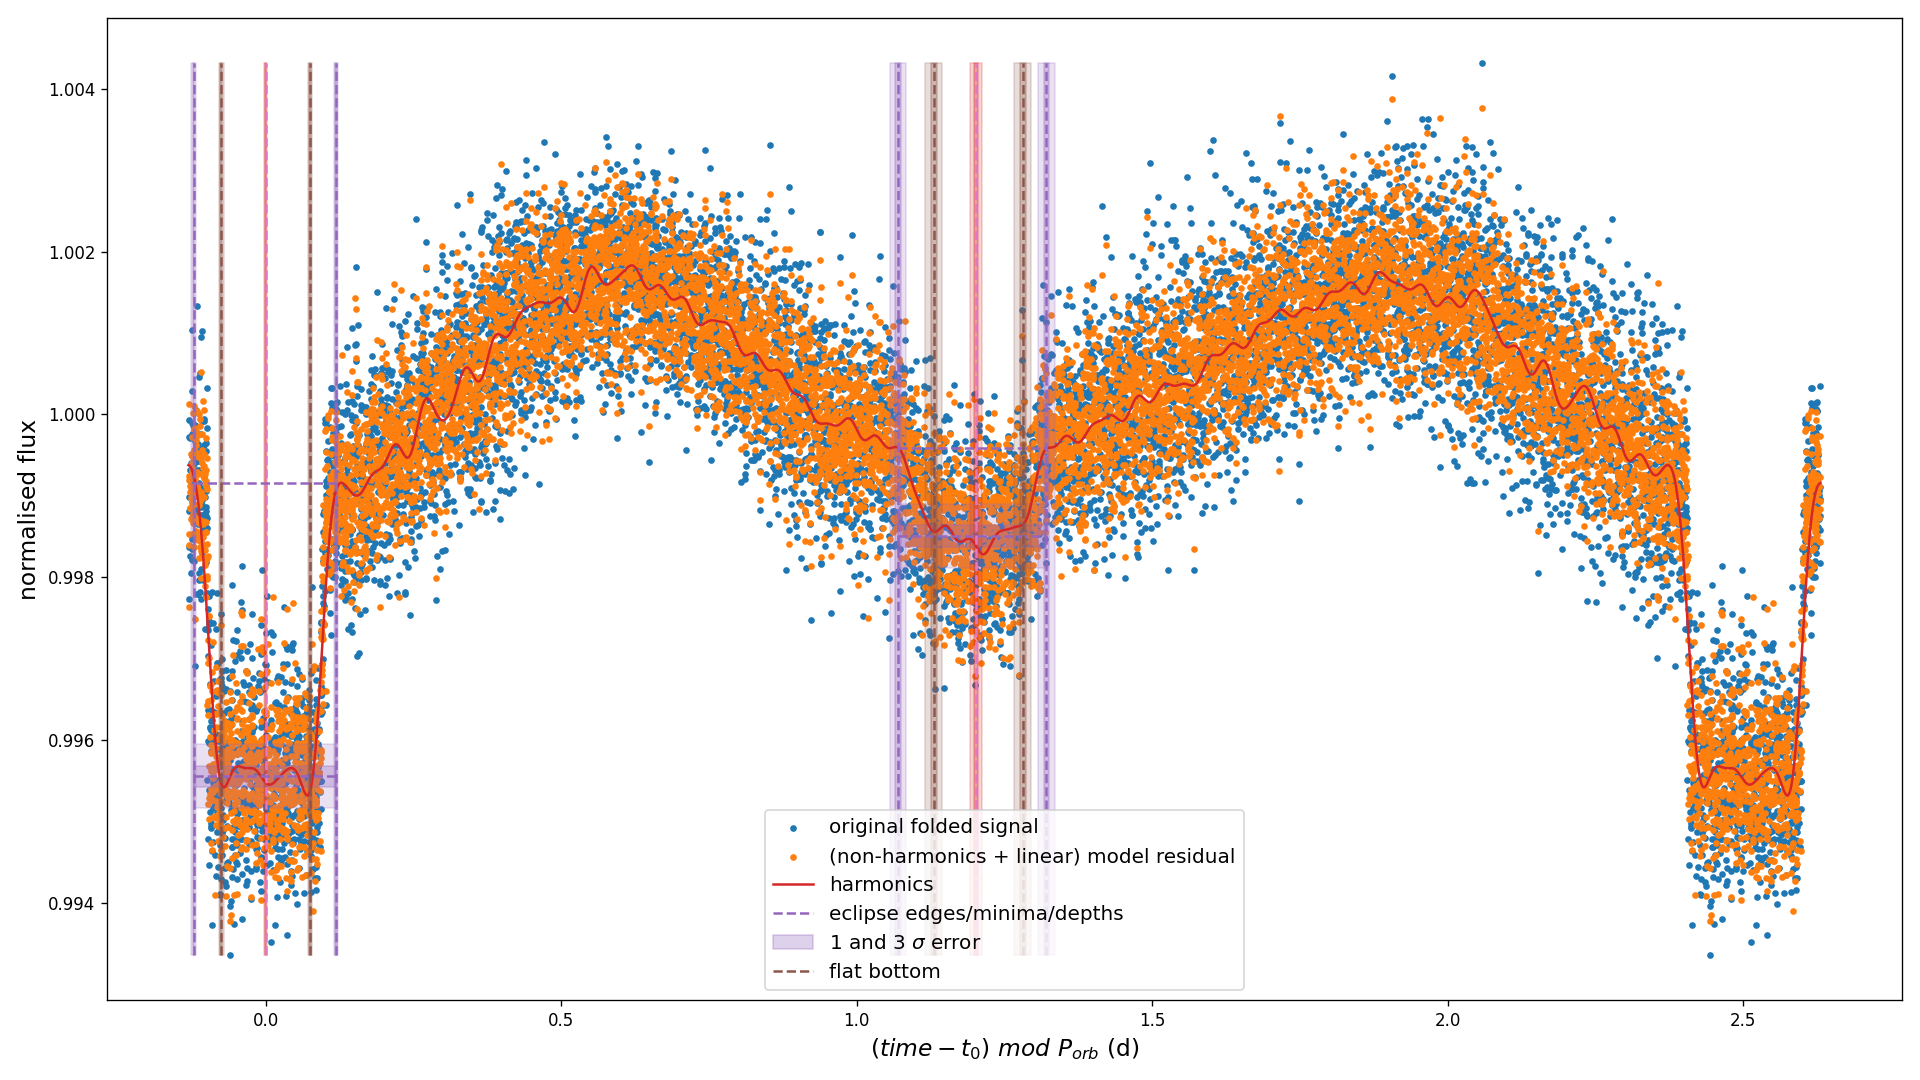 normalised flux
1.004
1.002
1.000
0.998
0.996
0.994
original folded signal
(non-harmonics + linear) model residual
harmonics
eclipse edges/minima/depths
1 and 3 σ error
flat bottom
0.0 0.5 1.0 1.5 2.0 2.5
(time − t₀) mod P_orb (d)